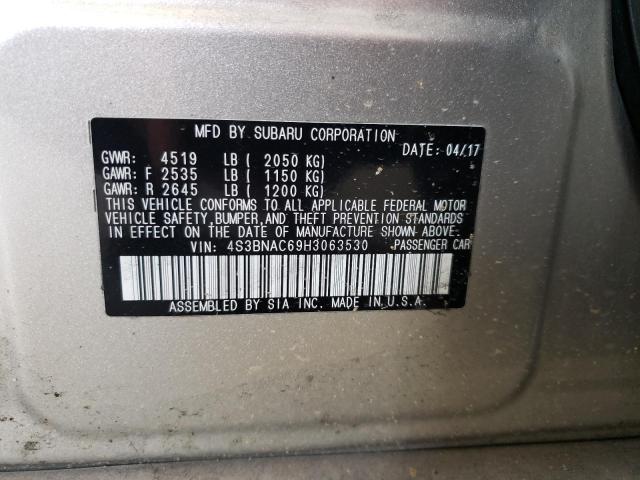 MFD BY SUBARU CORPORATION
DATE: 04/17
GVWR: 4519 LB ( 2050 KG)
GAWR: F 2535 LB ( 1150 KG)
GAWR: R 2645 LB ( 1200 KG)
THIS VEHICLE CONFORMS TO ALL APPLICABLE FEDERAL MOTOR
VEHICLE SAFETY, BUMPER, AND THEFT PREVENTION STANDARDS
IN EFFECT ON THE DATE OF MANUFACTURE SHOWN ABOVE.
VIN: 4S3BNAC69H3063530 PASSENGER CAR
ASSEMBLED BY SIA INC. MADE IN U.S.A.